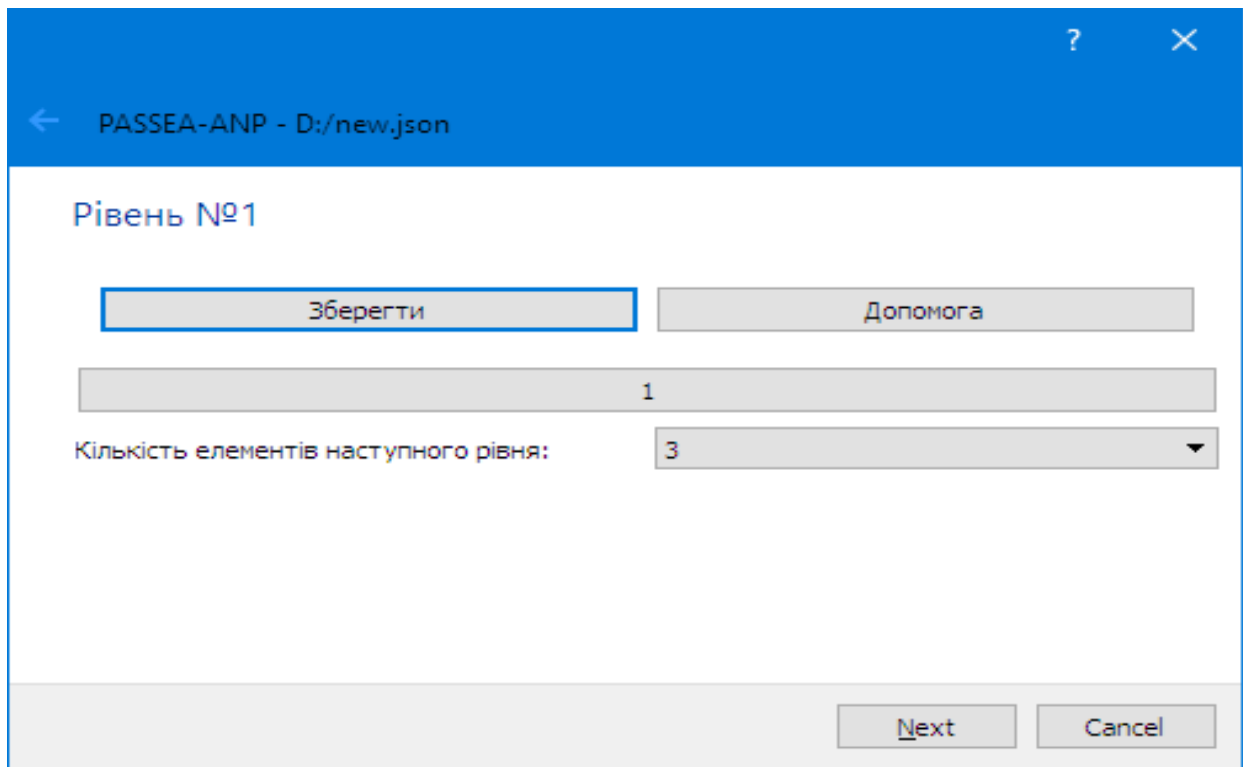 ?
PASSEA-ANP - D:/new.json
Рівень №1
Зберегти Допомога
1
Кількість елементів наступного рівня: 3
Next Cancel